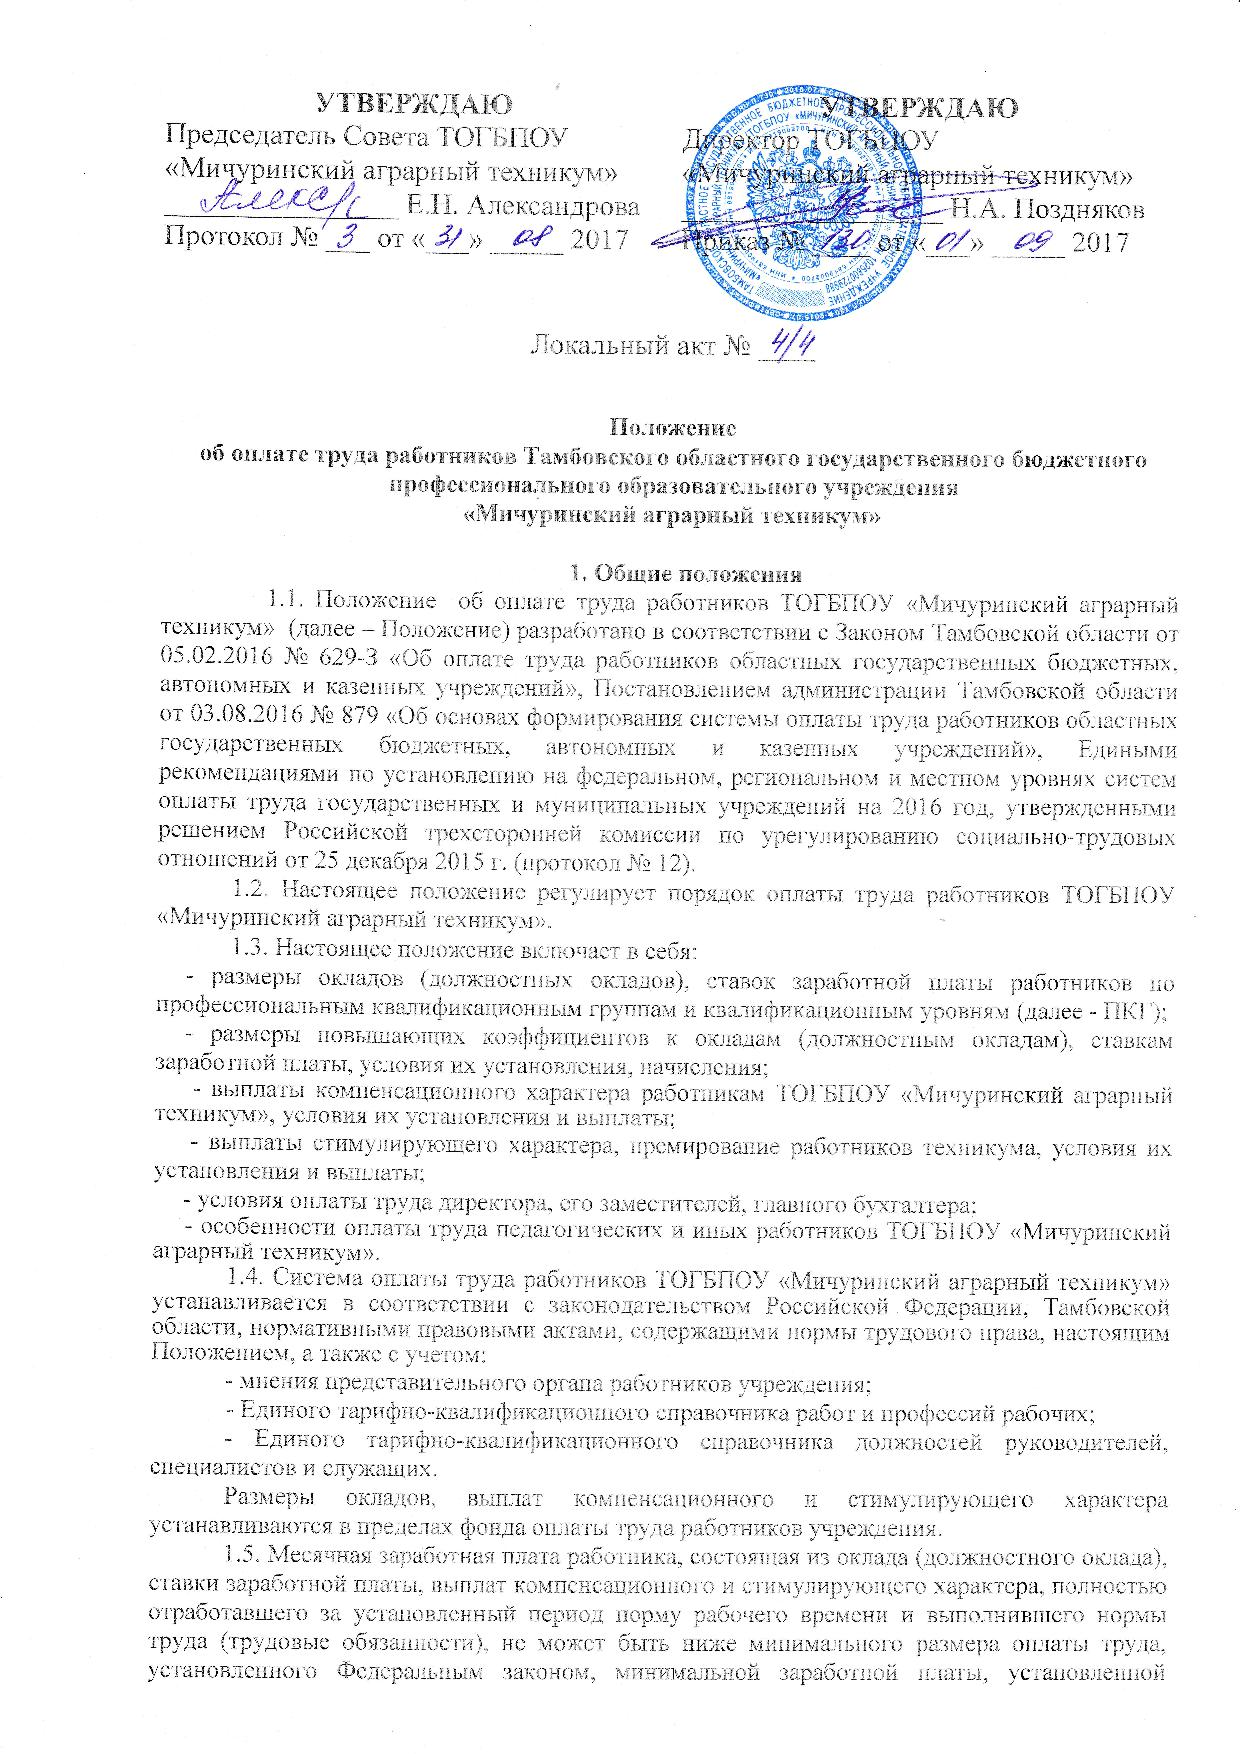 УТВЕРЖДАЮ
Председатель Совета ТОГБПОУ
«Мичуринский аграрный техникум»
Е.Н. Александрова
Протокол № 3 от « 31 » 08 2017
УТВЕРЖДАЮ
Директор ТОГБПОУ
«Мичуринский аграрный техникум»
Н.А. Поздняков
Приказ № 130 от « 01 » 09 2017
Локальный акт № 4/4
Положение
об оплате труда работников Тамбовского областного государственного бюджетного
профессионального образовательного учреждения
«Мичуринский аграрный техникум»
1. Общие положения
1.1. Положение об оплате труда работников ТОГБПОУ «Мичуринский аграрный
техникум» (далее – Положение) разработано в соответствии с Законом Тамбовской области от
05.02.2016 № 629-З «Об оплате труда работников областных государственных бюджетных,
автономных и казенных учреждений», Постановлением администрации Тамбовской области
от 03.08.2016 № 879 «Об основах формирования системы оплаты труда работников областных
государственных бюджетных, автономных и казенных учреждений», Едиными
рекомендациями по установлению на федеральном, региональном и местном уровнях систем
оплаты труда государственных и муниципальных учреждений на 2016 год, утвержденными
решением Российской трехсторонней комиссии по урегулированию социально-трудовых
отношений от 25 декабря 2015 г. (протокол № 12).
1.2. Настоящее положение регулирует порядок оплаты труда работников ТОГБПОУ
«Мичуринский аграрный техникум».
1.3. Настоящее положение включает в себя:
- размеры окладов (должностных окладов), ставок заработной платы работников по
профессиональным квалификационным группам и квалификационным уровням (далее - ПКГ);
- размеры повышающих коэффициентов к окладам (должностным окладам), ставкам
заработной платы, условия их установления, начисления;
- выплаты компенсационного характера работникам ТОГБПОУ «Мичуринский аграрный
техникум», условия их установления и выплаты;
- выплаты стимулирующего характера, премирование работников техникума, условия их
установления и выплаты;
- условия оплаты труда директора, его заместителей, главного бухгалтера;
- особенности оплаты труда педагогических и иных работников ТОГБПОУ «Мичуринский
аграрный техникум».
1.4. Система оплаты труда работников ТОГБПОУ «Мичуринский аграрный техникум»
устанавливается в соответствии с законодательством Российской Федерации, Тамбовской
области, нормативными правовыми актами, содержащими нормы трудового права, настоящим
Положением, а также с учетом:
- мнения представительного органа работников учреждения;
- Единого тарифно-квалификационного справочника работ и профессий рабочих;
- Единого тарифно-квалификационного справочника должностей руководителей,
специалистов и служащих.
Размеры окладов, выплат компенсационного и стимулирующего характера
устанавливаются в пределах фонда оплаты труда работников учреждения.
1.5. Месячная заработная плата работника, состоящая из оклада (должностного оклада),
ставки заработной платы, выплат компенсационного и стимулирующего характера, полностью
отработавшего за установленный период норму рабочего времени и выполнившего нормы
труда (трудовые обязанности), не может быть ниже минимального размера оплаты труда,
установленного Федеральным законом, минимальной заработной платы, установленной